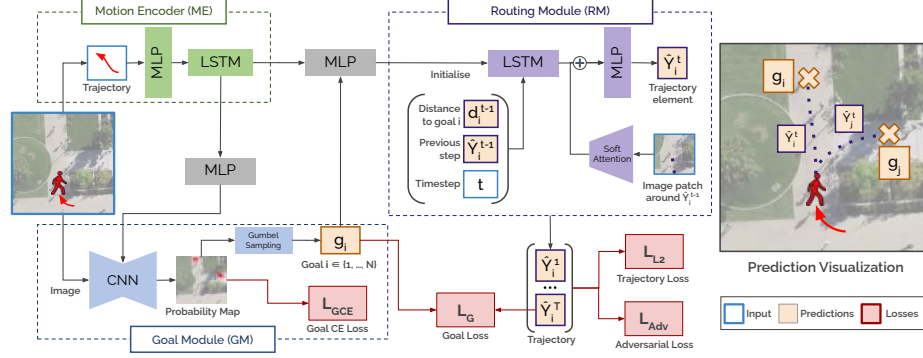 Motion Encoder (ME)
Trajectory
MLP
LSTM
MLP
MLP
Routing Module (RM)
Initialise
LSTM
MLP
Ŷ_i^t
Trajectory
element
Distance
to goal i
d_i^{t-1}
Previous
step
Ŷ_i^{t-1}
Timestep
t
Soft
Attention
Image patch
around Ŷ_i^{t-1}
Image
CNN
Probability Map
Gumbel
Sampling
g_i
Goal i ∈ {1, ..., N}
L_GCE
Goal CE Loss
Goal Module (GM)
L_G
Goal Loss
Ŷ_i^1
...
Ŷ_i^T
Trajectory
L_L2
Trajectory Loss
L_Adv
Adversarial Loss
g_i
Ŷ_i^t
Ŷ_j^t
g_j
Prediction Visualization
Input
Predictions
Losses